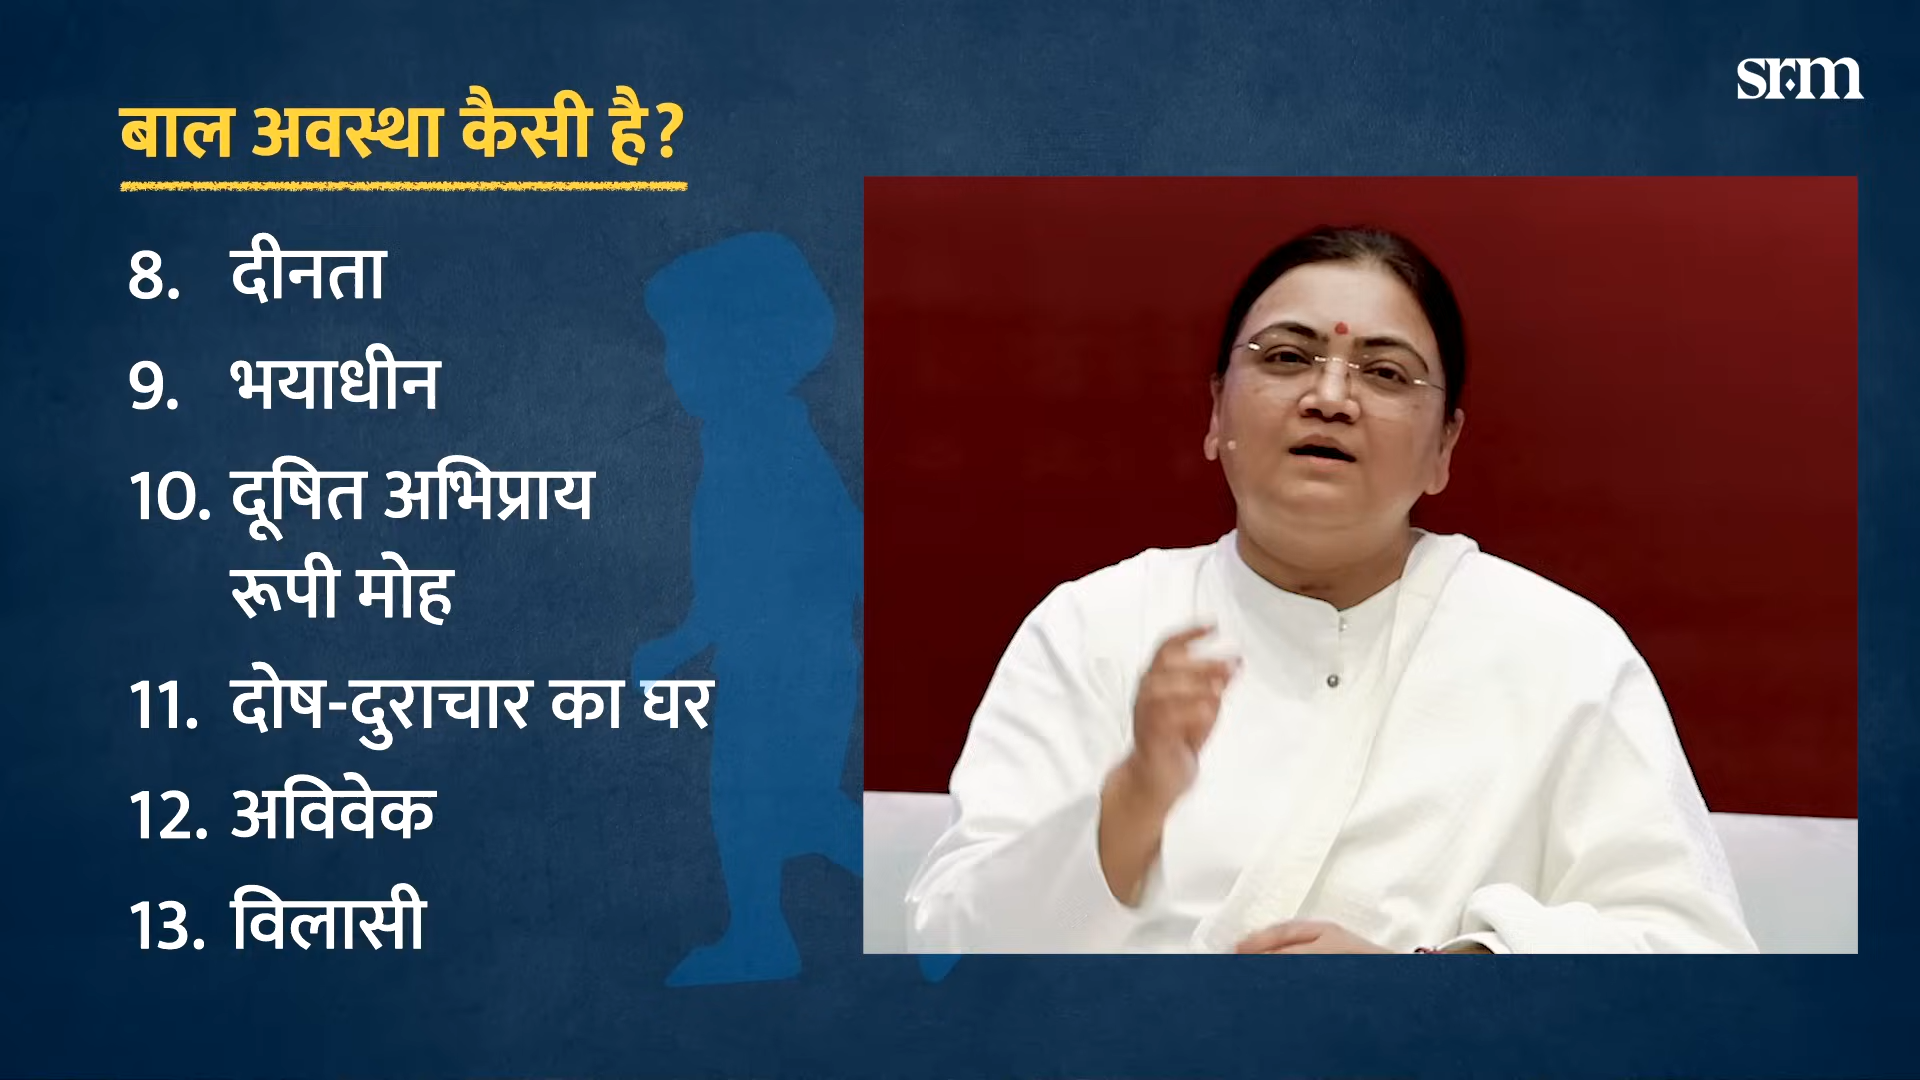 srm
बाल अवस्था कैसी है?
8. दीनता
9. भयाधीन
10. दूषित अभिप्राय
रूपी मोह
11. दोष-दुराचार का घर
12. अविवेक
13. विलासी